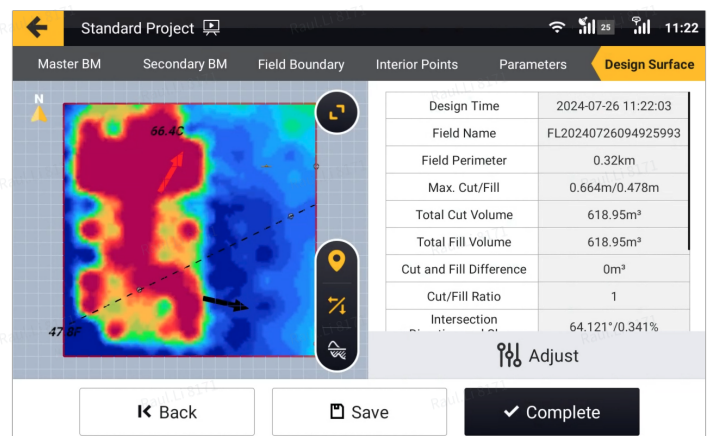 Standard Project
25
11:22
Master BM
Secondary BM
Field Boundary
Interior Points
Parameters
Design Surface
N
66.4C
47.8F
Design Time 2024-07-26 11:22:03
Field Name FL20240726094925993
Field Perimeter 0.32km
Max. Cut/Fill 0.664m/0.478m
Total Cut Volume 618.95m³
Total Fill Volume 618.95m³
Cut and Fill Difference 0m³
Cut/Fill Ratio 1
Intersection
64.121°/0.341%
Adjust
Back
Save
Complete